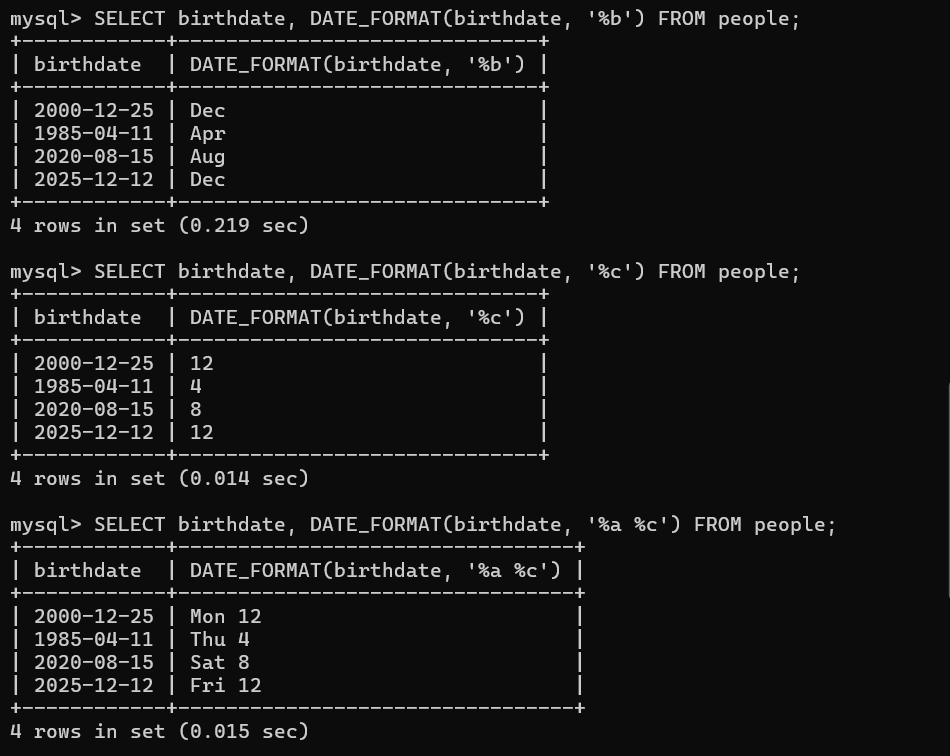 mysql> SELECT birthdate, DATE_FORMAT(birthdate, '%b') FROM people;
+------------+------------------------------+
| birthdate  | DATE_FORMAT(birthdate, '%b') |
+------------+------------------------------+
| 2000-12-25 | Dec                          |
| 1985-04-11 | Apr                          |
| 2020-08-15 | Aug                          |
| 2025-12-12 | Dec                          |
+------------+------------------------------+
4 rows in set (0.219 sec)

mysql> SELECT birthdate, DATE_FORMAT(birthdate, '%c') FROM people;
+------------+------------------------------+
| birthdate  | DATE_FORMAT(birthdate, '%c') |
+------------+------------------------------+
| 2000-12-25 | 12                           |
| 1985-04-11 | 4                            |
| 2020-08-15 | 8                            |
| 2025-12-12 | 12                           |
+------------+------------------------------+
4 rows in set (0.014 sec)

mysql> SELECT birthdate, DATE_FORMAT(birthdate, '%a %c') FROM people;
+------------+---------------------------------+
| birthdate  | DATE_FORMAT(birthdate, '%a %c') |
+------------+---------------------------------+
| 2000-12-25 | Mon 12                          |
| 1985-04-11 | Thu 4                           |
| 2020-08-15 | Sat 8                           |
| 2025-12-12 | Fri 12                          |
+------------+---------------------------------+
4 rows in set (0.015 sec)